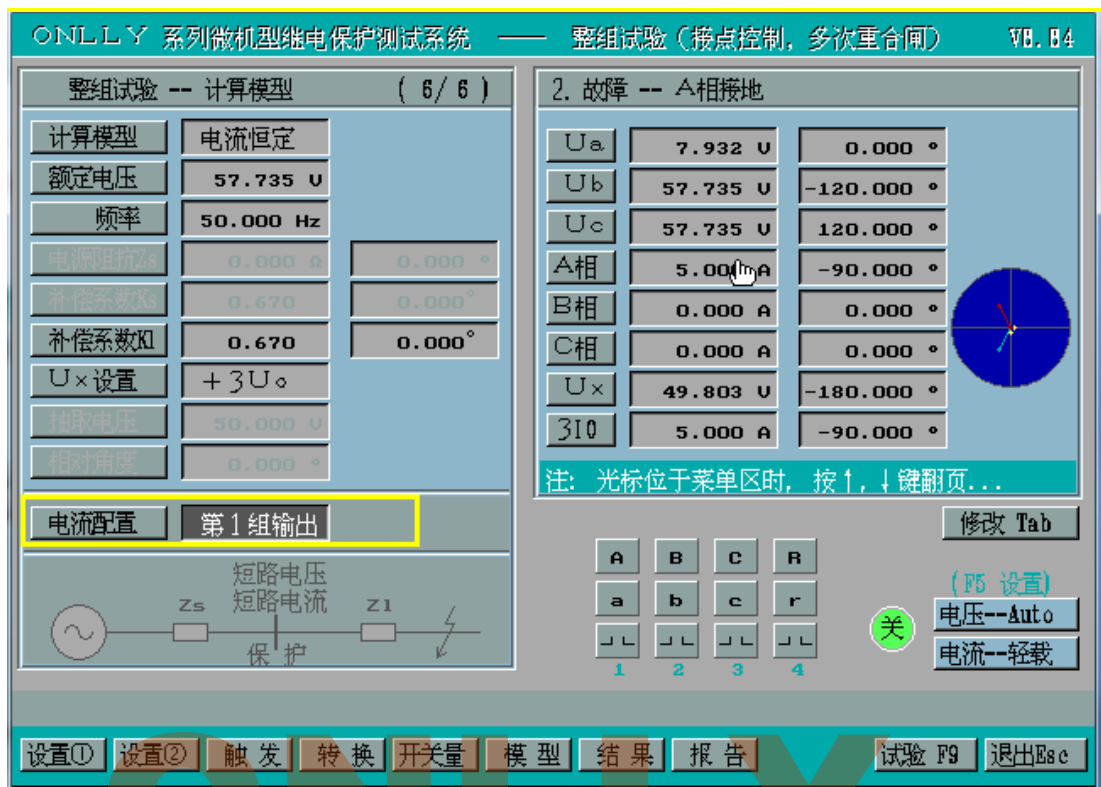 ONLLY 系列微机型继电保护测试系统 —— 整组试验(接点控制, 多次重合闸) V8.84
整组试验 -- 计算模型 ( 6/ 6 )
计算模型 电流恒定
额定电压 57.735 V
频率 50.000 Hz
电源阻抗Zs 0.000 Ω 0.000 °
补偿系数Ks 0.670 0.000°
补偿系数Kl 0.670 0.000°
Ux设置 +3Uo
抽取电压 50.000 V
相对角度 0.000 °
电流配置 第1组输出
短路电压
Zs 短路电流 Zl
保护
2. 故障 -- A相接地
Ua 7.932 V 0.000 °
Ub 57.735 V -120.000 °
Uc 57.735 V 120.000 °
A相 5.000 A -90.000 °
B相 0.000 A 0.000 °
C相 0.000 A 0.000 °
Ux 49.803 V -180.000 °
3I0 5.000 A -90.000 °
注: 光标位于菜单区时, 按↑,↓键翻页...
修改 Tab
A B C R
a b c r
1 2 3 4
关
(F5 设置)
电压--Auto
电流--轻载
设置① 设置② 触 发 转 换 开关量 模 型 结 果 报 告 试验 F9 退出Esc
ONLLY